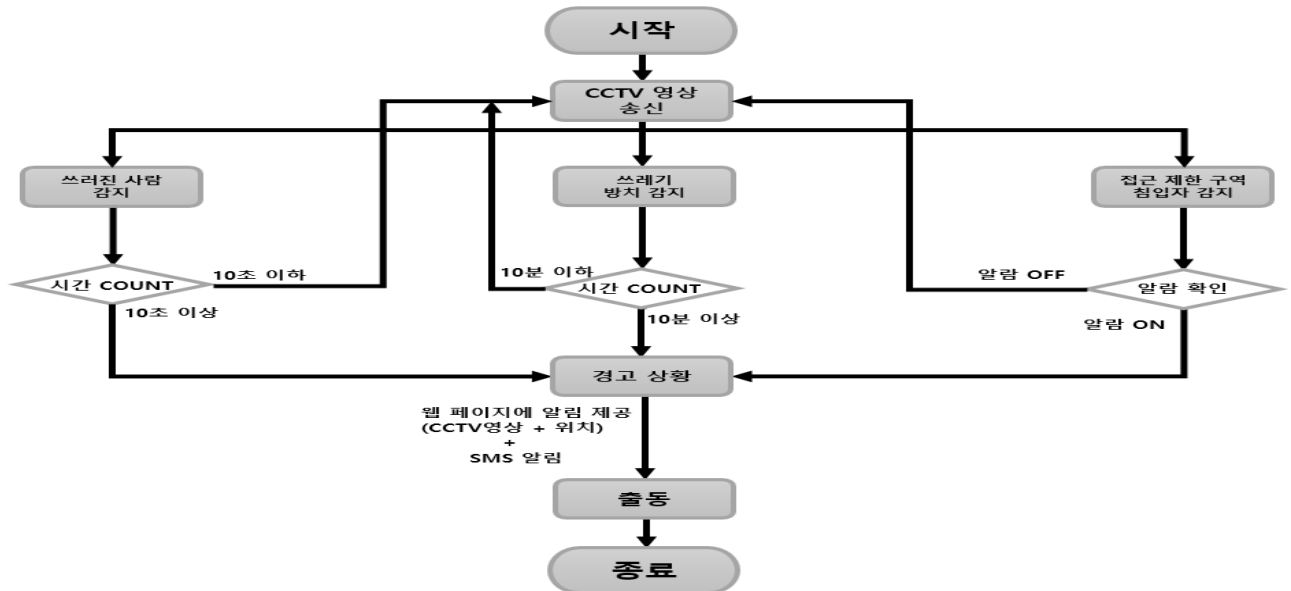 시작
CCTV 영상
송신
쓰러진 사람
감지
쓰레기
방치 감지
접근 제한 구역
침입자 감지
시간 COUNT
10초 이하
10초 이상
10분 이하
시간 COUNT
10분 이상
알람 OFF
알람 확인
알람 ON
경고 상황
웹 페이지에 알림 제공
(CCTV영상 + 위치)
+
SMS 알림
출동
종료